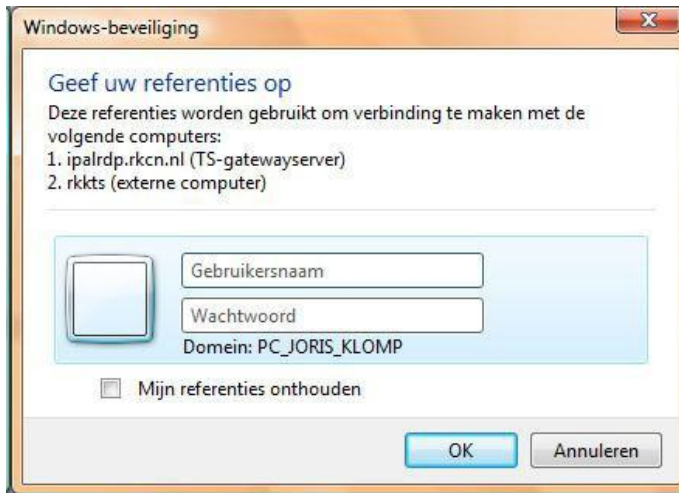 Windows-beveiliging
Geef uw referenties op
Deze referenties worden gebruikt om verbinding te maken met de
volgende computers:
1. ipalrdp.rkcn.nl (TS-gatewayserver)
2. rkkts (externe computer)
Gebruikersnaam
Wachtwoord
Domein: PC_JORIS_KLOMP
Mijn referenties onthouden
OK
Annuleren